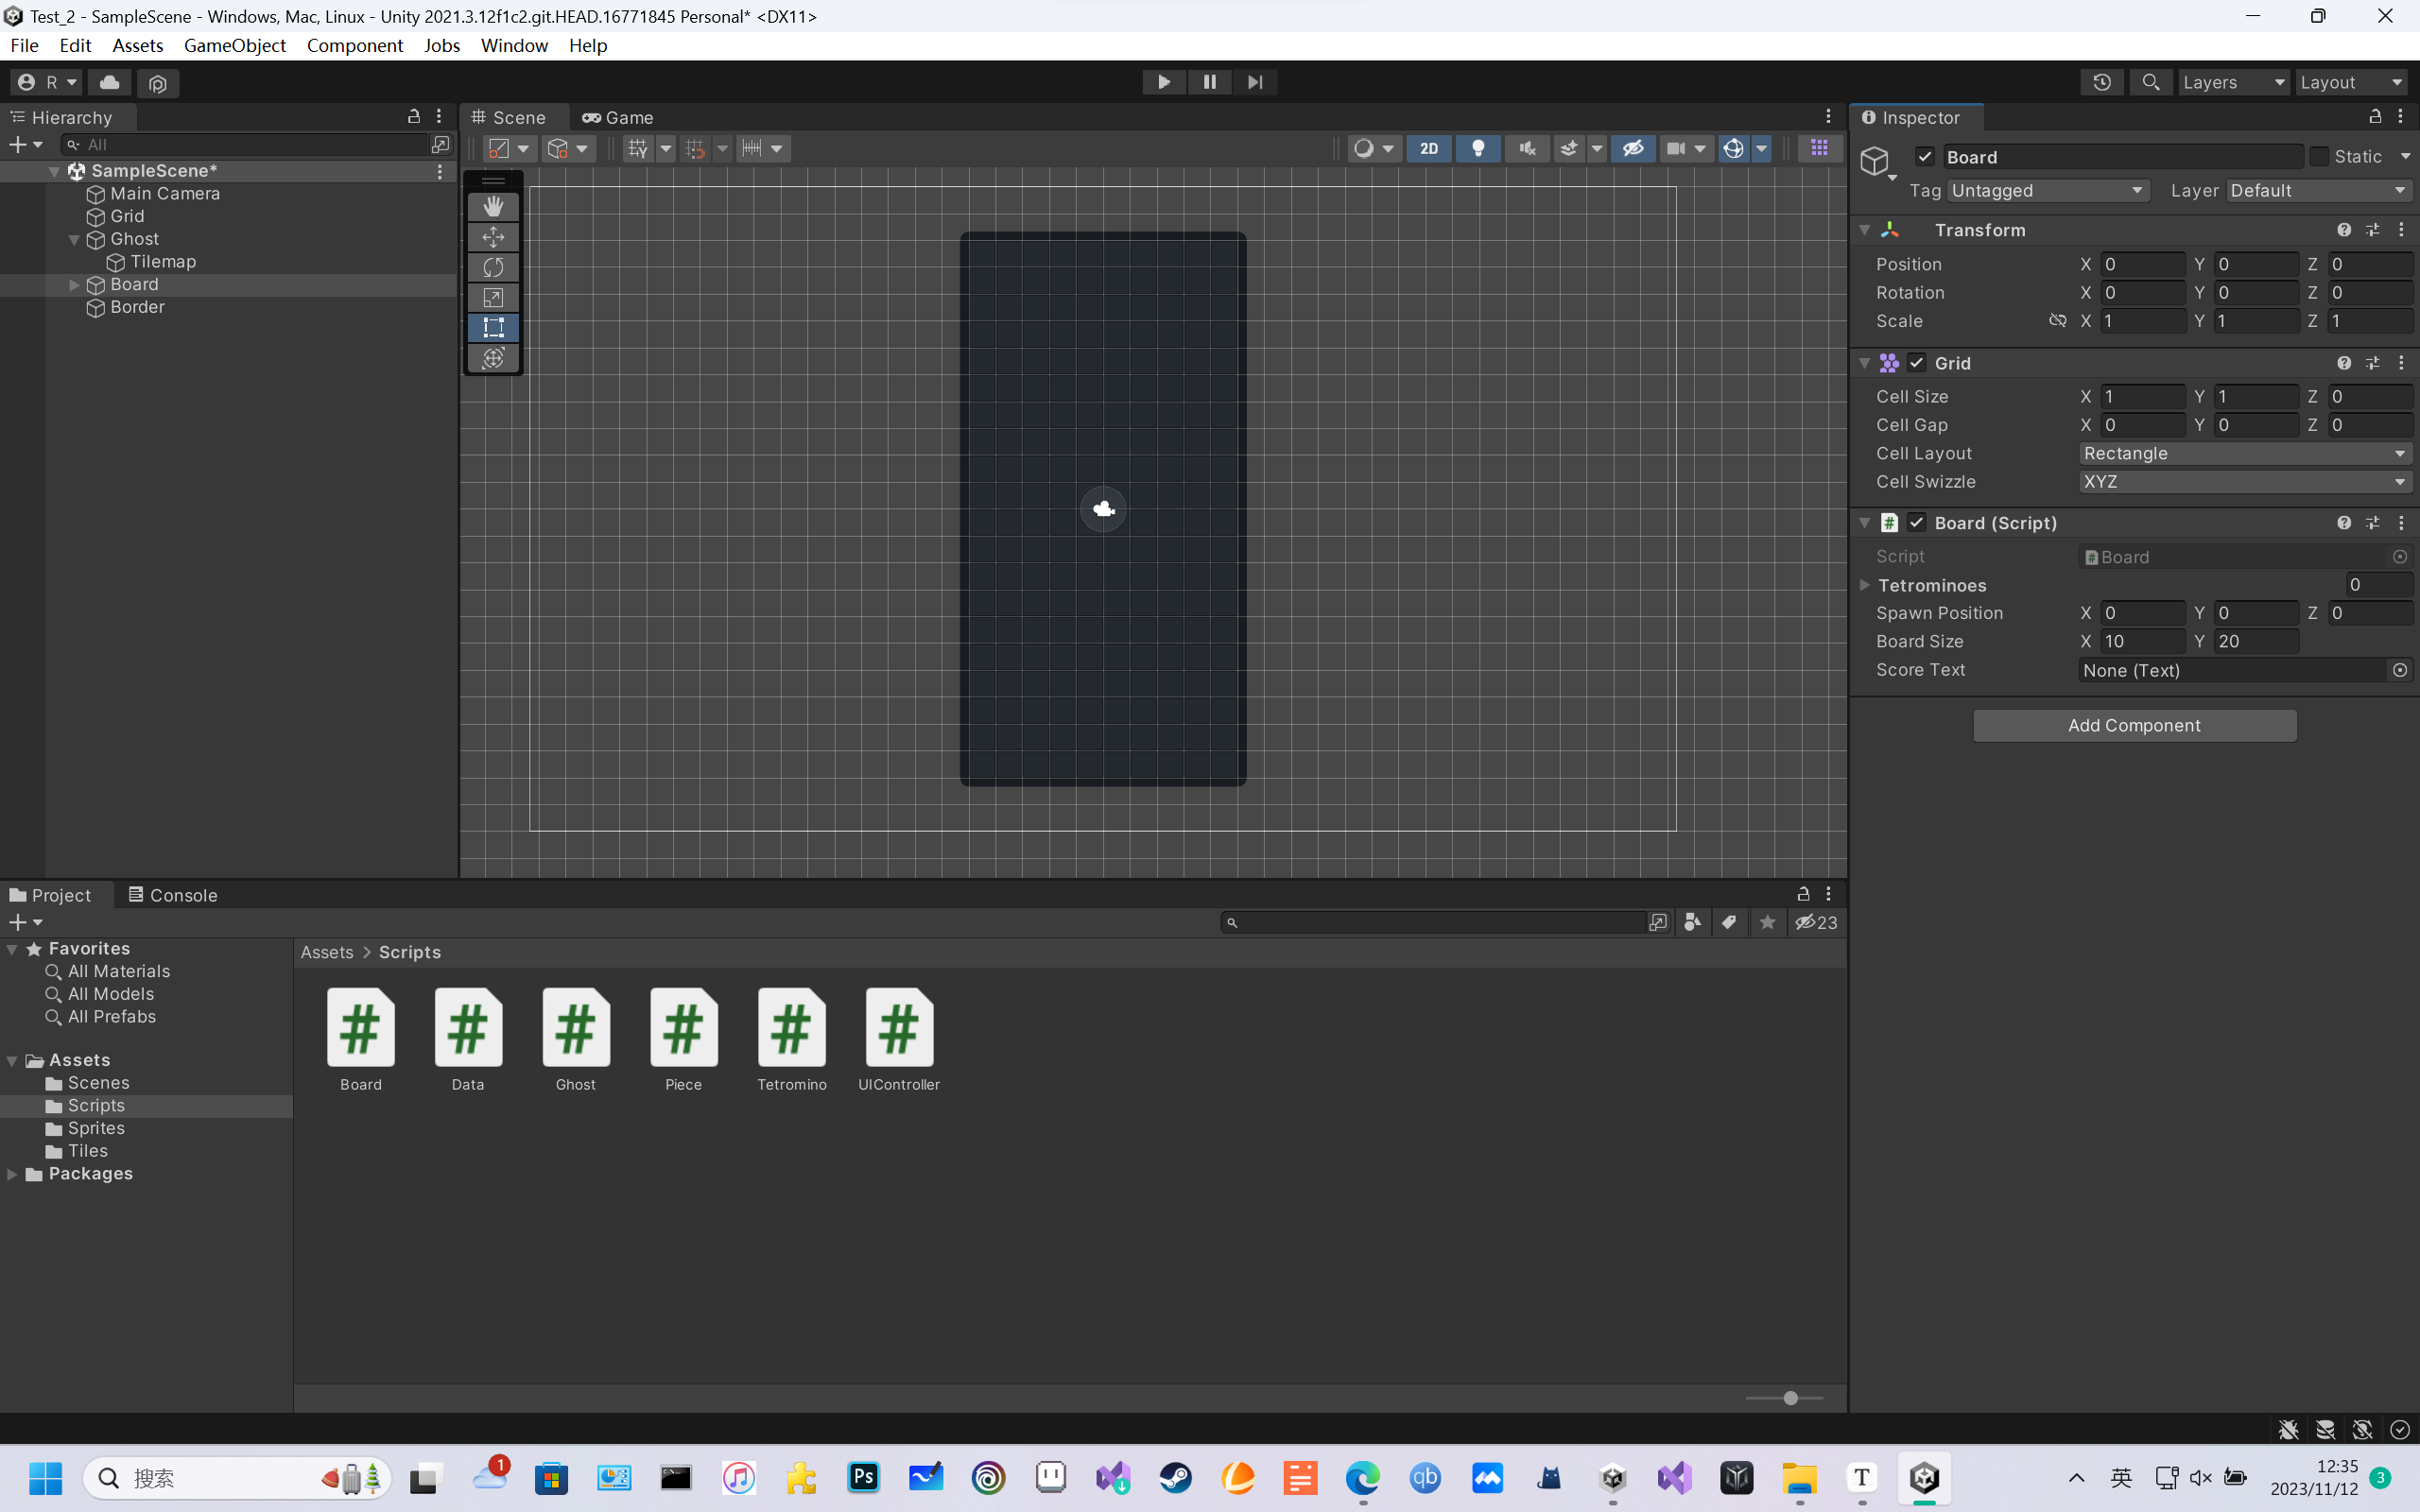 Test_2 - SampleScene - Windows, Mac, Linux - Unity 2021.3.12f1c2.git.HEAD.16771845 Personal* <DX11>
File Edit Assets GameObject Component Jobs Window Help
R
Layers Layout
Hierarchy
All
SampleScene*
Main Camera
Grid
Ghost
Tilemap
Board
Border
Scene Game
2D
Inspector
Board Static
Tag Untagged Layer Default
Transform
Position X 0 Y 0 Z 0
Rotation X 0 Y 0 Z 0
Scale X 1 Y 1 Z 1
Grid
Cell Size X 1 Y 1 Z 0
Cell Gap X 0 Y 0 Z 0
Cell Layout Rectangle
Cell Swizzle XYZ
# Board (Script)
Script Board
Tetrominoes 0
Spawn Position X 0 Y 0 Z 0
Board Size X 10 Y 20
Score Text None (Text)
Add Component
Project Console
23
Favorites
All Materials
All Models
All Prefabs
Assets
Scenes
Scripts
Sprites
Tiles
Packages
Assets > Scripts
# # # # # #
Board Data Ghost Piece Tetromino UIController
搜索
1
Ps
qb
T
英
12:35
2023/11/12
3